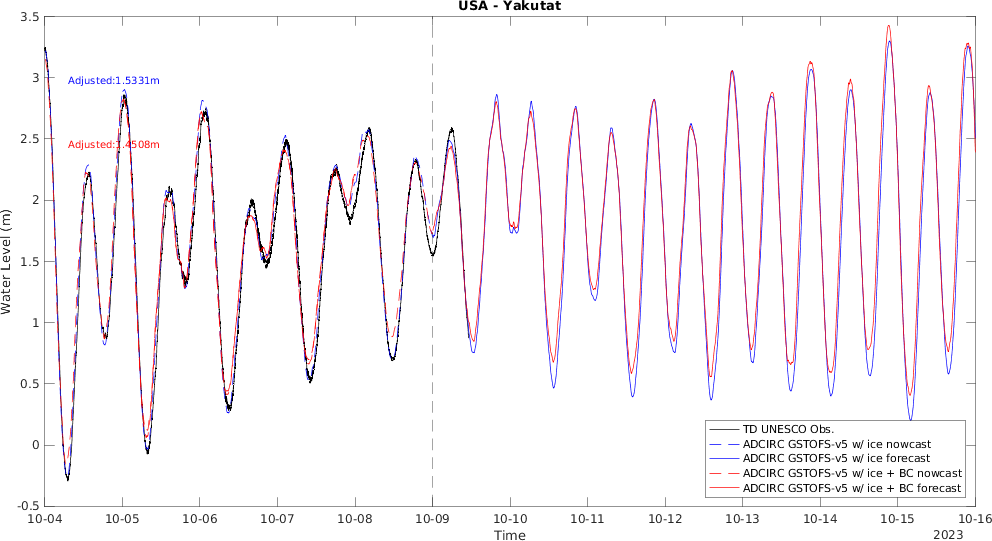 USA - Yakutat
3.5
3
2.5
2
1.5
1
0.5
0
-0.5
Water Level (m)
Adjusted:1.5331m
Adjusted:1.4508m
TD UNESCO Obs.
ADCIRC GSTOFS-v5 w/ ice nowcast
ADCIRC GSTOFS-v5 w/ ice forecast
ADCIRC GSTOFS-v5 w/ ice + BC nowcast
ADCIRC GSTOFS-v5 w/ ice + BC forecast
10-04 10-05 10-06 10-07 10-08 10-09 10-10 10-11 10-12 10-13 10-14 10-15 10-16
Time
2023